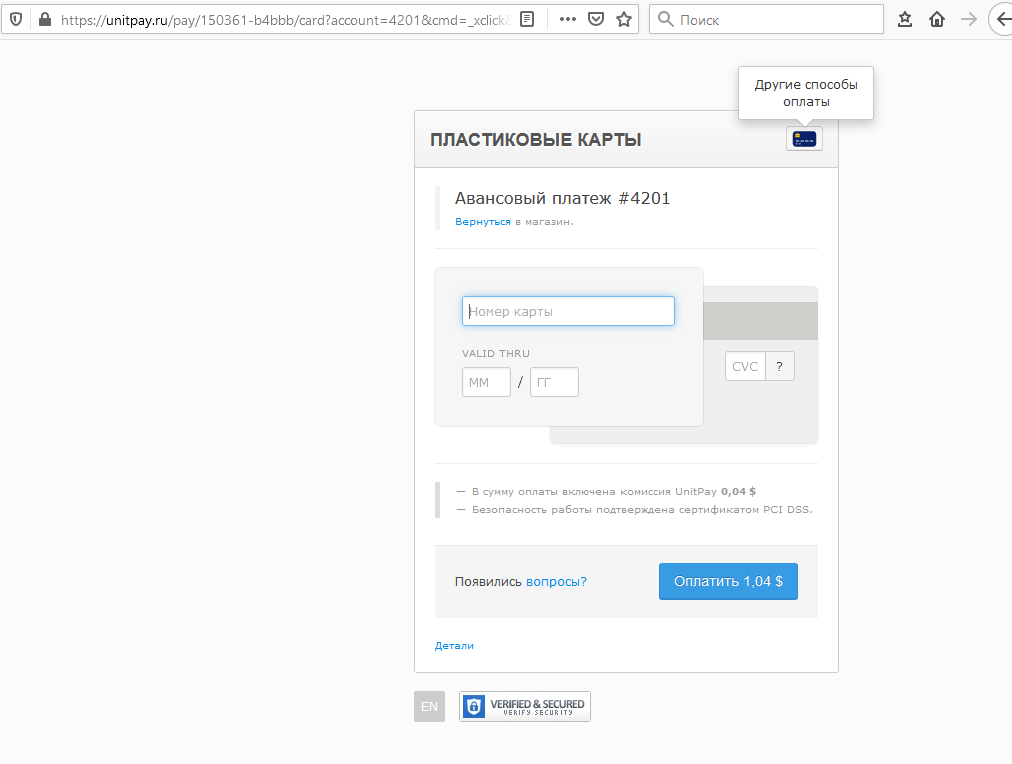 https://unitpay.ru/pay/150361-b4bbb/card?account=4201&cmd=_xclick&
Поиск
Другие способы
оплаты
ПЛАСТИКОВЫЕ КАРТЫ
Авансовый платеж #4201
Вернуться в магазин.
Номер карты
VALID THRU
CVC ?
ММ / ГГ
— В сумму оплаты включена комиссия UnitPay 0,04 $
— Безопасность работы подтверждена сертификатом PCI DSS.
Появились вопросы?
Оплатить 1,04 $
Детали
EN
VERIFIED & SECURED
VERIFY SECURITY